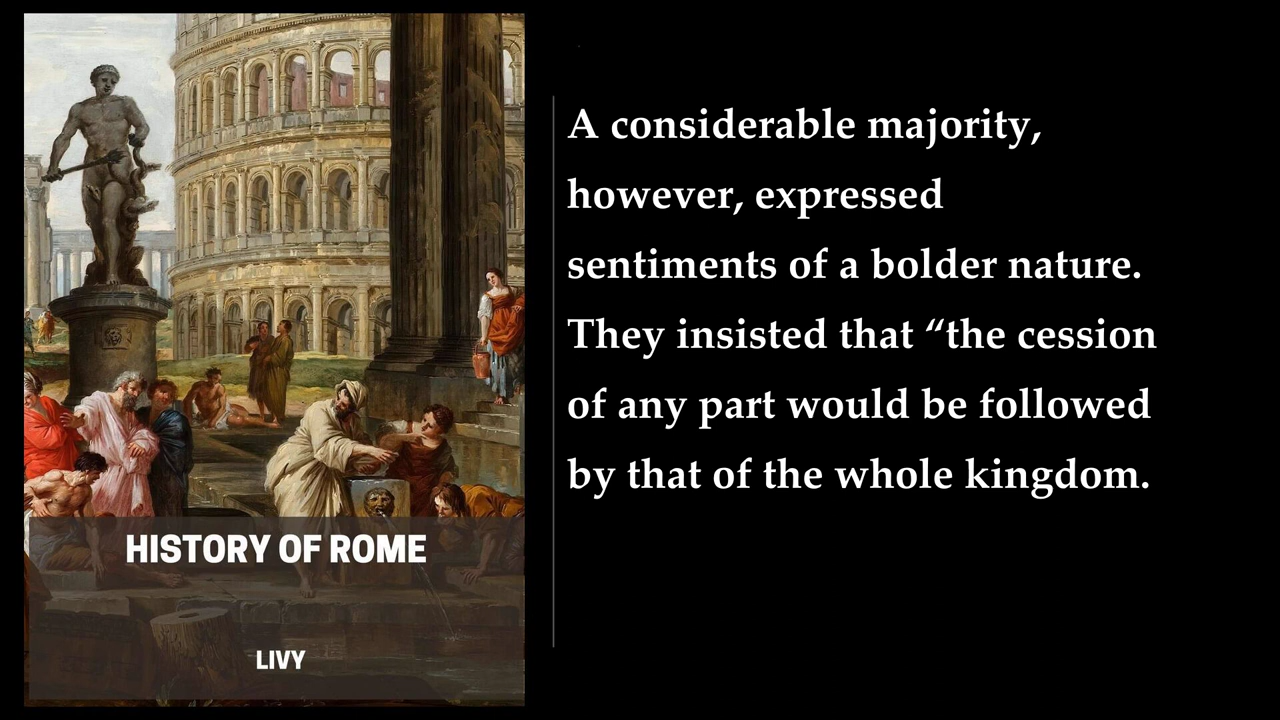 HISTORY OF ROME
LIVY
A considerable majority,
however, expressed
sentiments of a bolder nature.
They insisted that “the cession
of any part would be followed
by that of the whole kingdom.